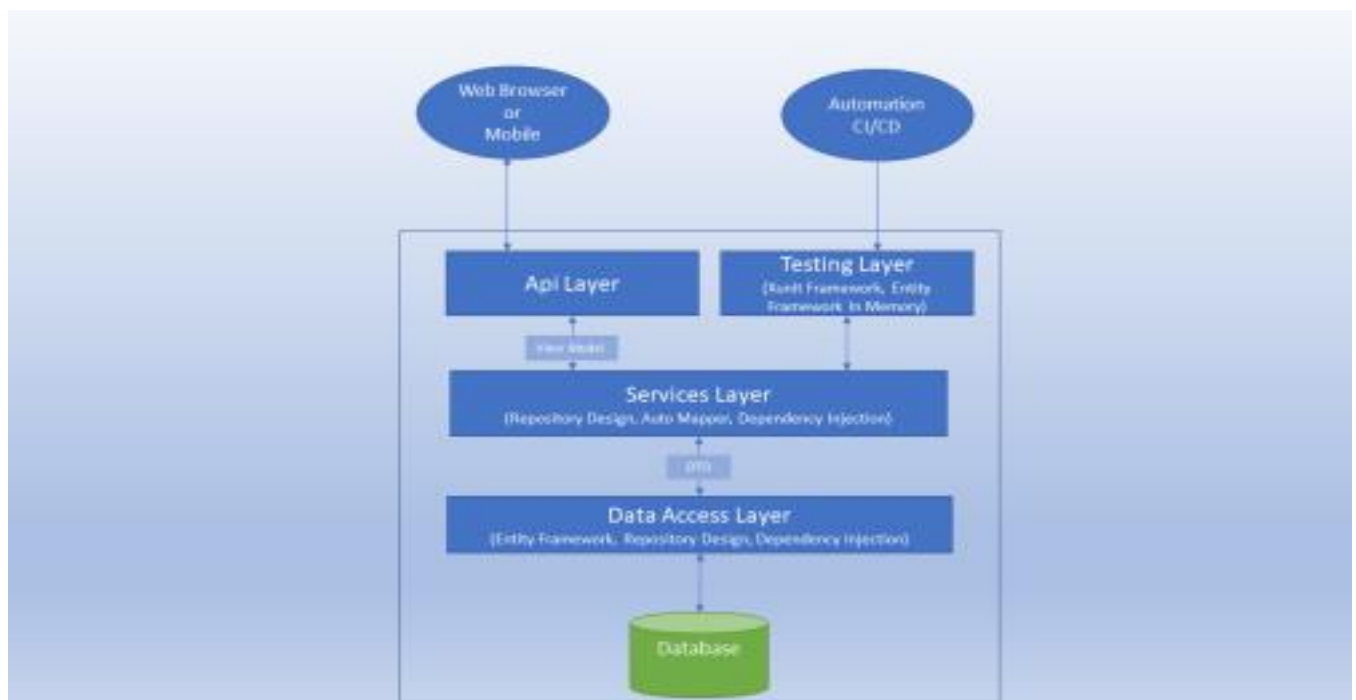 Web Browser
or
Mobile
Automation
CI/CD
Api Layer
Testing Layer
(Xunit Framework, Entity
Framework In Memory)
View Model
Services Layer
(Repository Design, Auto Mapper, Dependency Injection)
DTO
Data Access Layer
(Entity Framework, Repository Design, Dependency Injection)
Database